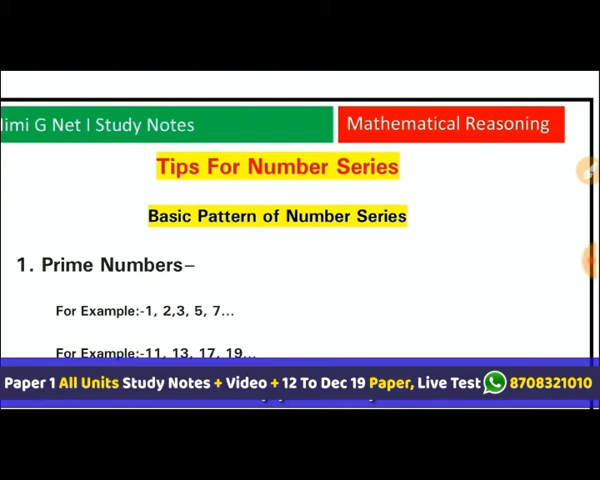 limi G Net I Study Notes
Mathematical Reasoning
Tips For Number Series
Basic Pattern of Number Series
1. Prime Numbers–
For Example:-1, 2,3, 5, 7...
For Example:-11, 13, 17, 19...
Paper 1 All Units Study Notes + Video + 12 To Dec 19 Paper, Live Test 8708321010